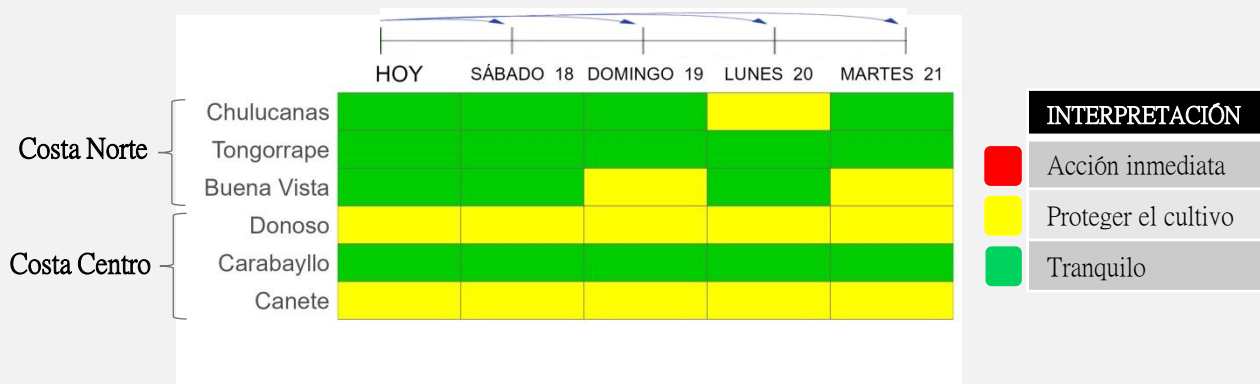 HOY SÁBADO 18 DOMINGO 19 LUNES 20 MARTES 21
Costa Norte
Chulucanas
Tongorrape
Buena Vista
Costa Centro
Donoso
Carabayllo
Canete
INTERPRETACIÓN
Acción inmediata
Proteger el cultivo
Tranquilo